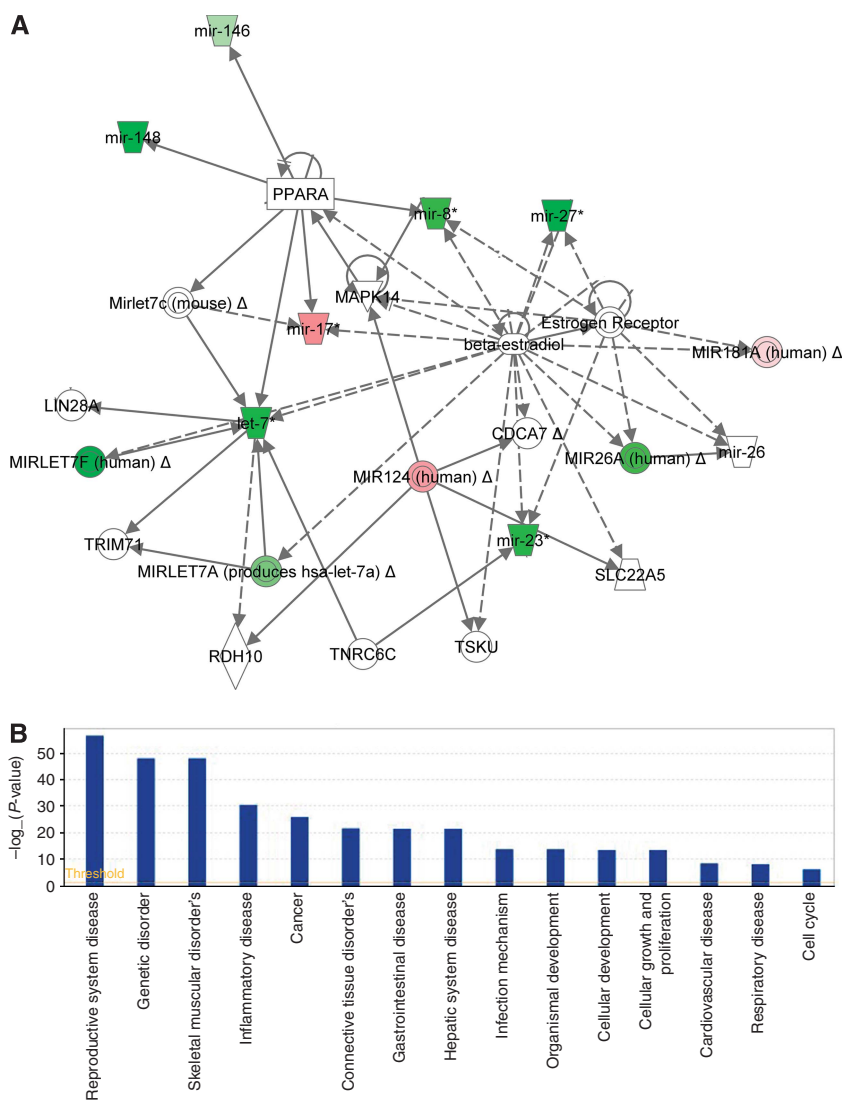 A
mir-146
mir-148
PPARA
mir-8*
mir-27*
Mirlet7c (mouse) Δ
MAPK14
mir-17*
Estrogen Receptor
beta-estradiol
MIR181A (human) Δ
LIN28A
let-7*
CDCA7 Δ
MIRLET7F (human) Δ
MIR124 (human) Δ
MIR26A (human) Δ
mir-26
TRIM71
mir-23*
MIRLET7A (produces hsa-let-7a) Δ
SLC22A5
RDH10
TNRC6C
TSKU
B
–log_(P-value)
50
40
30
20
10
0
Threshold
Reproductive system disease
Genetic disorder
Skeletal muscular disorder's
Inflammatory disease
Cancer
Connective tissue disorder's
Gastrointestinal disease
Hepatic system disease
Infection mechanism
Organismal development
Cellular development
Cellular growth and
proliferation
Cardiovascular disease
Respiratory disease
Cell cycle